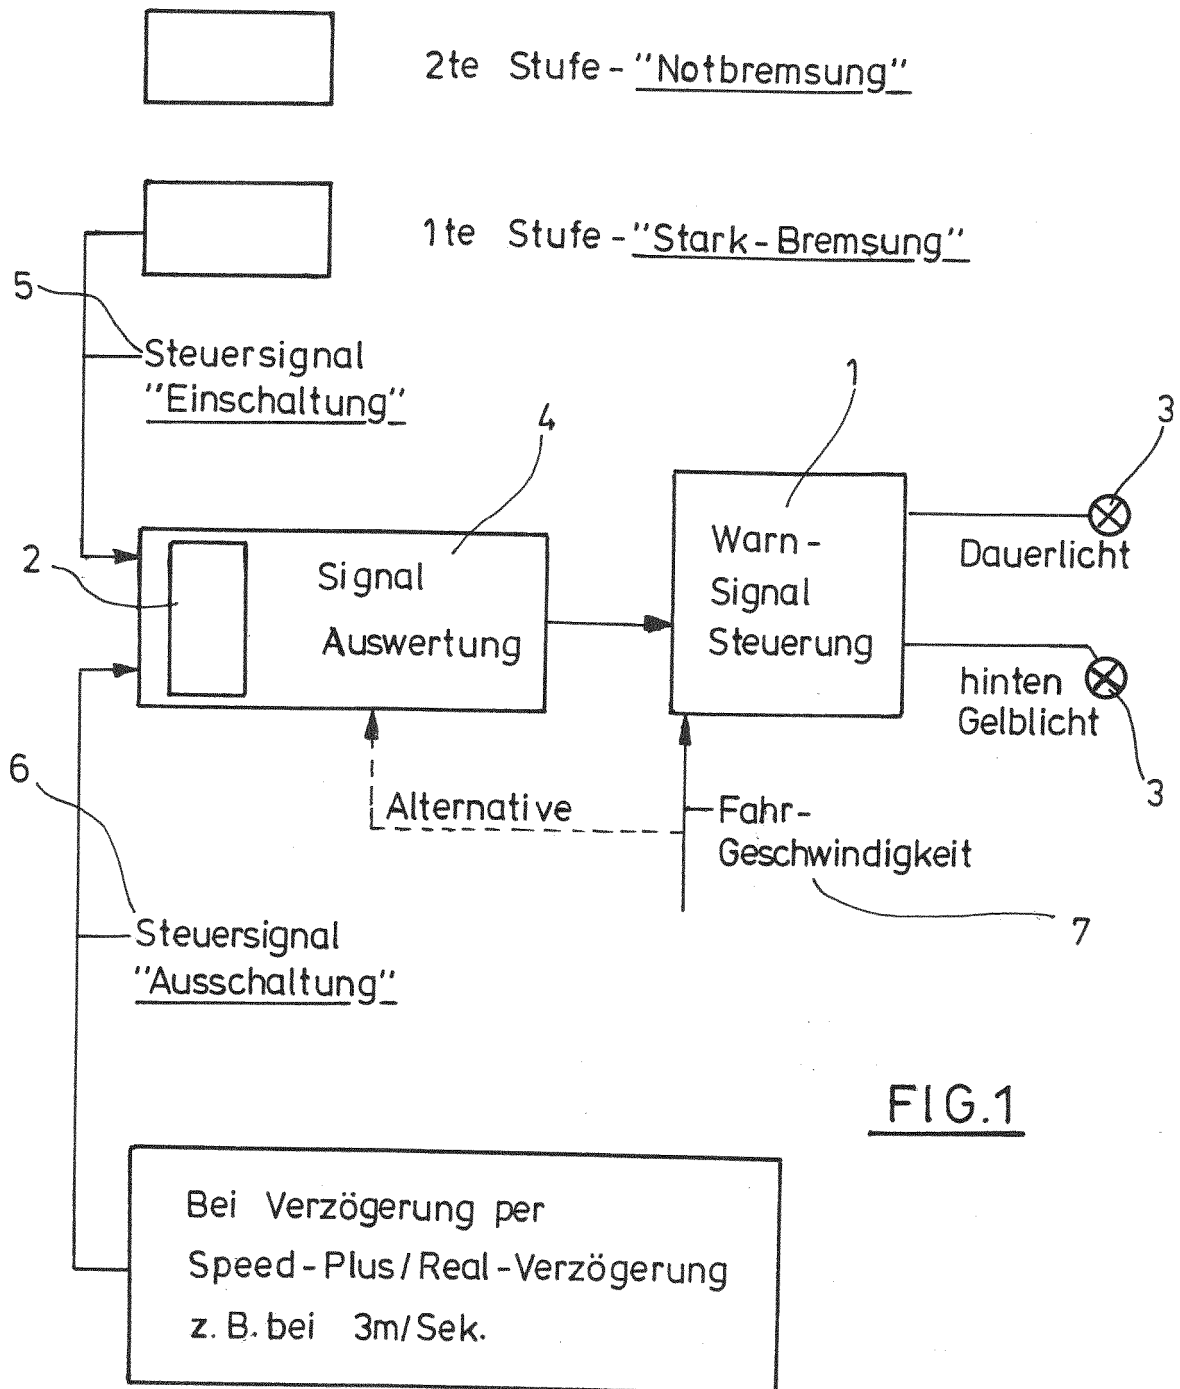 2te Stufe - "Notbremsung"
1te Stufe - "Stark-Bremsung"
5
Steuersignal
"Einschaltung"
1
3
4
Warn-
Signal
Steuerung
Dauerlicht
2
Signal
Auswertung
hinten
Gelblicht
3
6
Alternative
Fahr-
Geschwindigkeit
7
Steuersignal
"Ausschaltung"
FIG.1
Bei Verzögerung per
Speed-Plus/Real-Verzögerung
z. B. bei 3m/Sek.